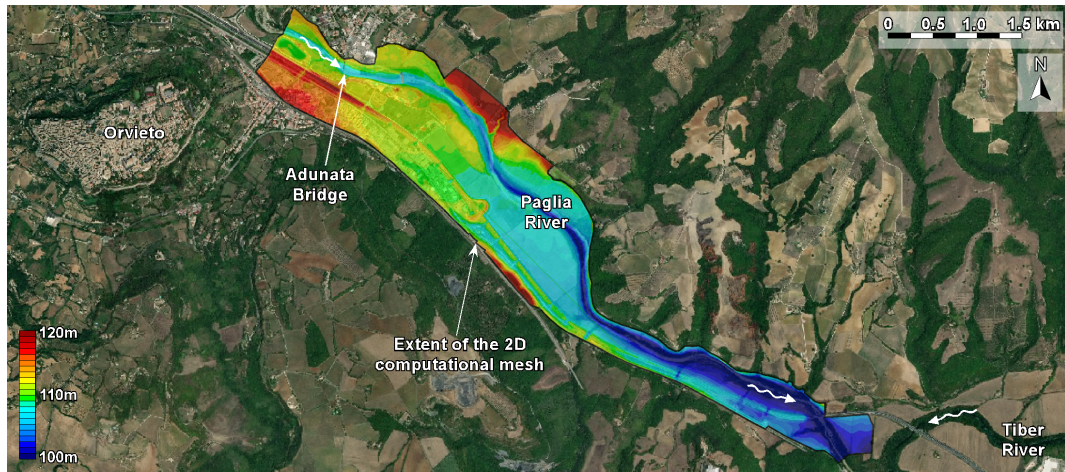 0 0.5 1.0 1.5 km
N
Orvieto
Adunata
Bridge
Paglia
River
Extent of the 2D
computational mesh
120m
110m
100m
Tiber
River